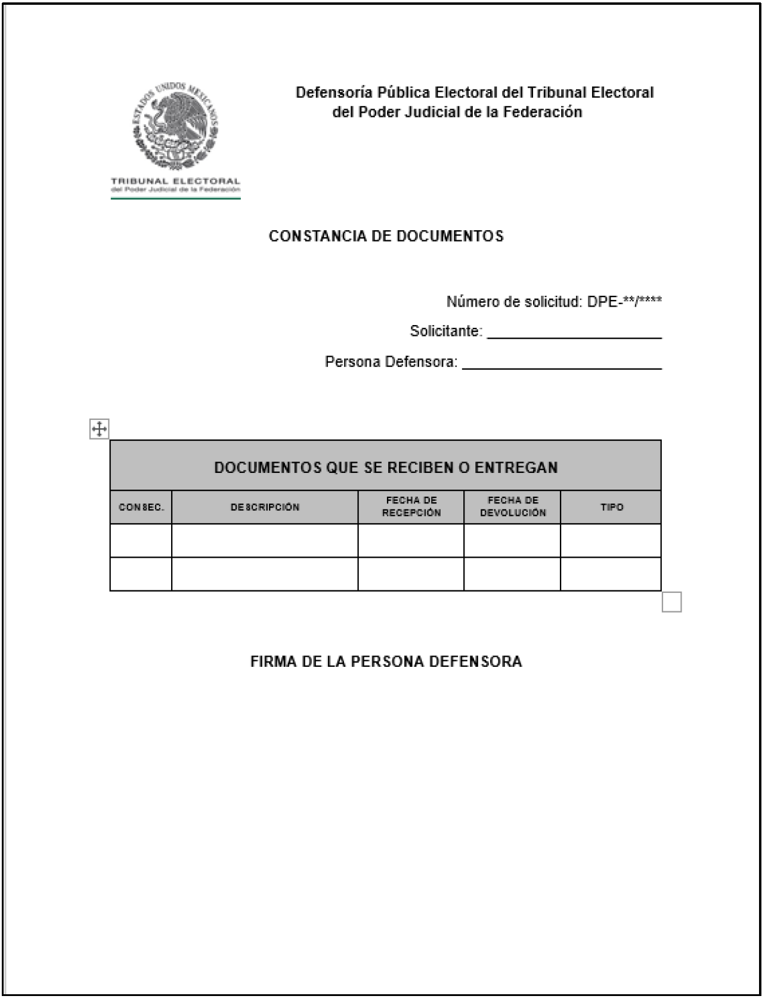 ESTADOS UNIDOS MEXICANOS
Defensoría Pública Electoral del Tribunal Electoral
del Poder Judicial de la Federación
TRIBUNAL ELECTORAL
del Poder Judicial de la Federación
CONSTANCIA DE DOCUMENTOS
Número de solicitud: DPE-**/****
Solicitante: ____________________
Persona Defensora: ____________________
DOCUMENTOS QUE SE RECIBEN O ENTREGAN
CONSEC.
DESCRIPCIÓN
FECHA DE
RECEPCIÓN
FECHA DE
DEVOLUCIÓN
TIPO
FIRMA DE LA PERSONA DEFENSORA